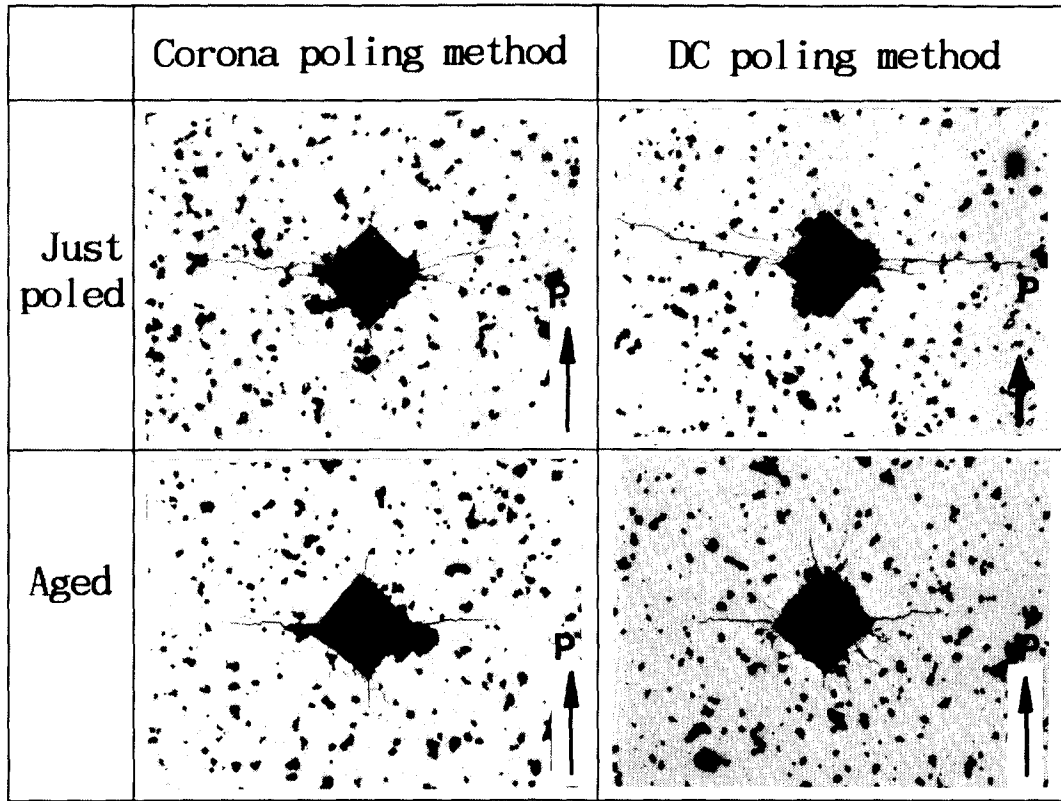 Corona poling method
DC poling method
Just
poled
P
P
Aged
P
P